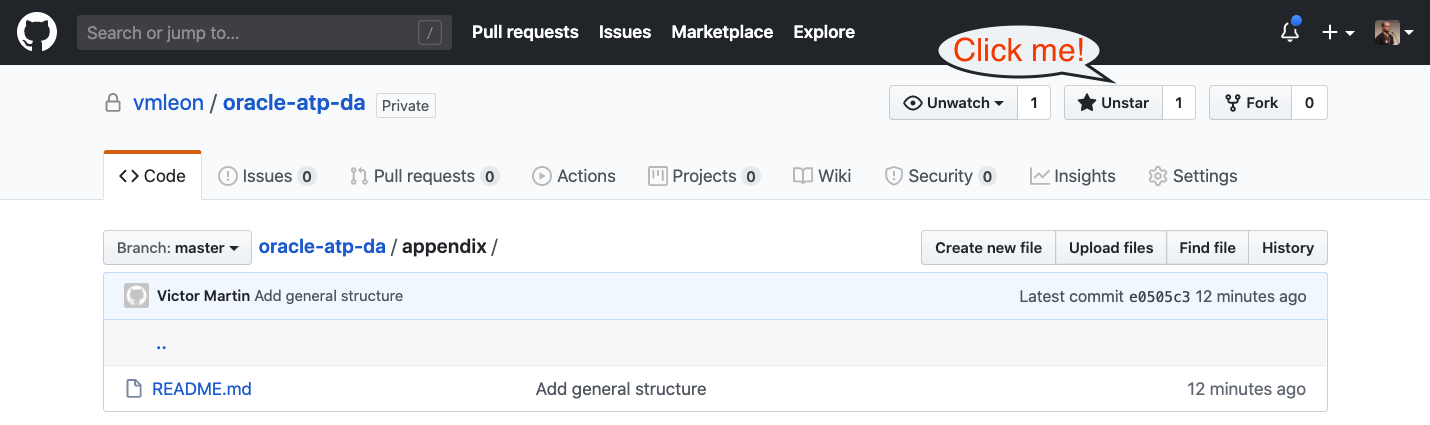 Search or jump to... / Pull requests Issues Marketplace Explore
Click me!
vmleon / oracle-atp-da Private Unwatch 1 Unstar 1 Fork 0
Code Issues 0 Pull requests 0 Actions Projects 0 Wiki Security 0 Insights Settings
Branch: master oracle-atp-da / appendix / Create new file Upload files Find file History
Victor Martin Add general structure Latest commit e0505c3 12 minutes ago
..
README.md Add general structure 12 minutes ago